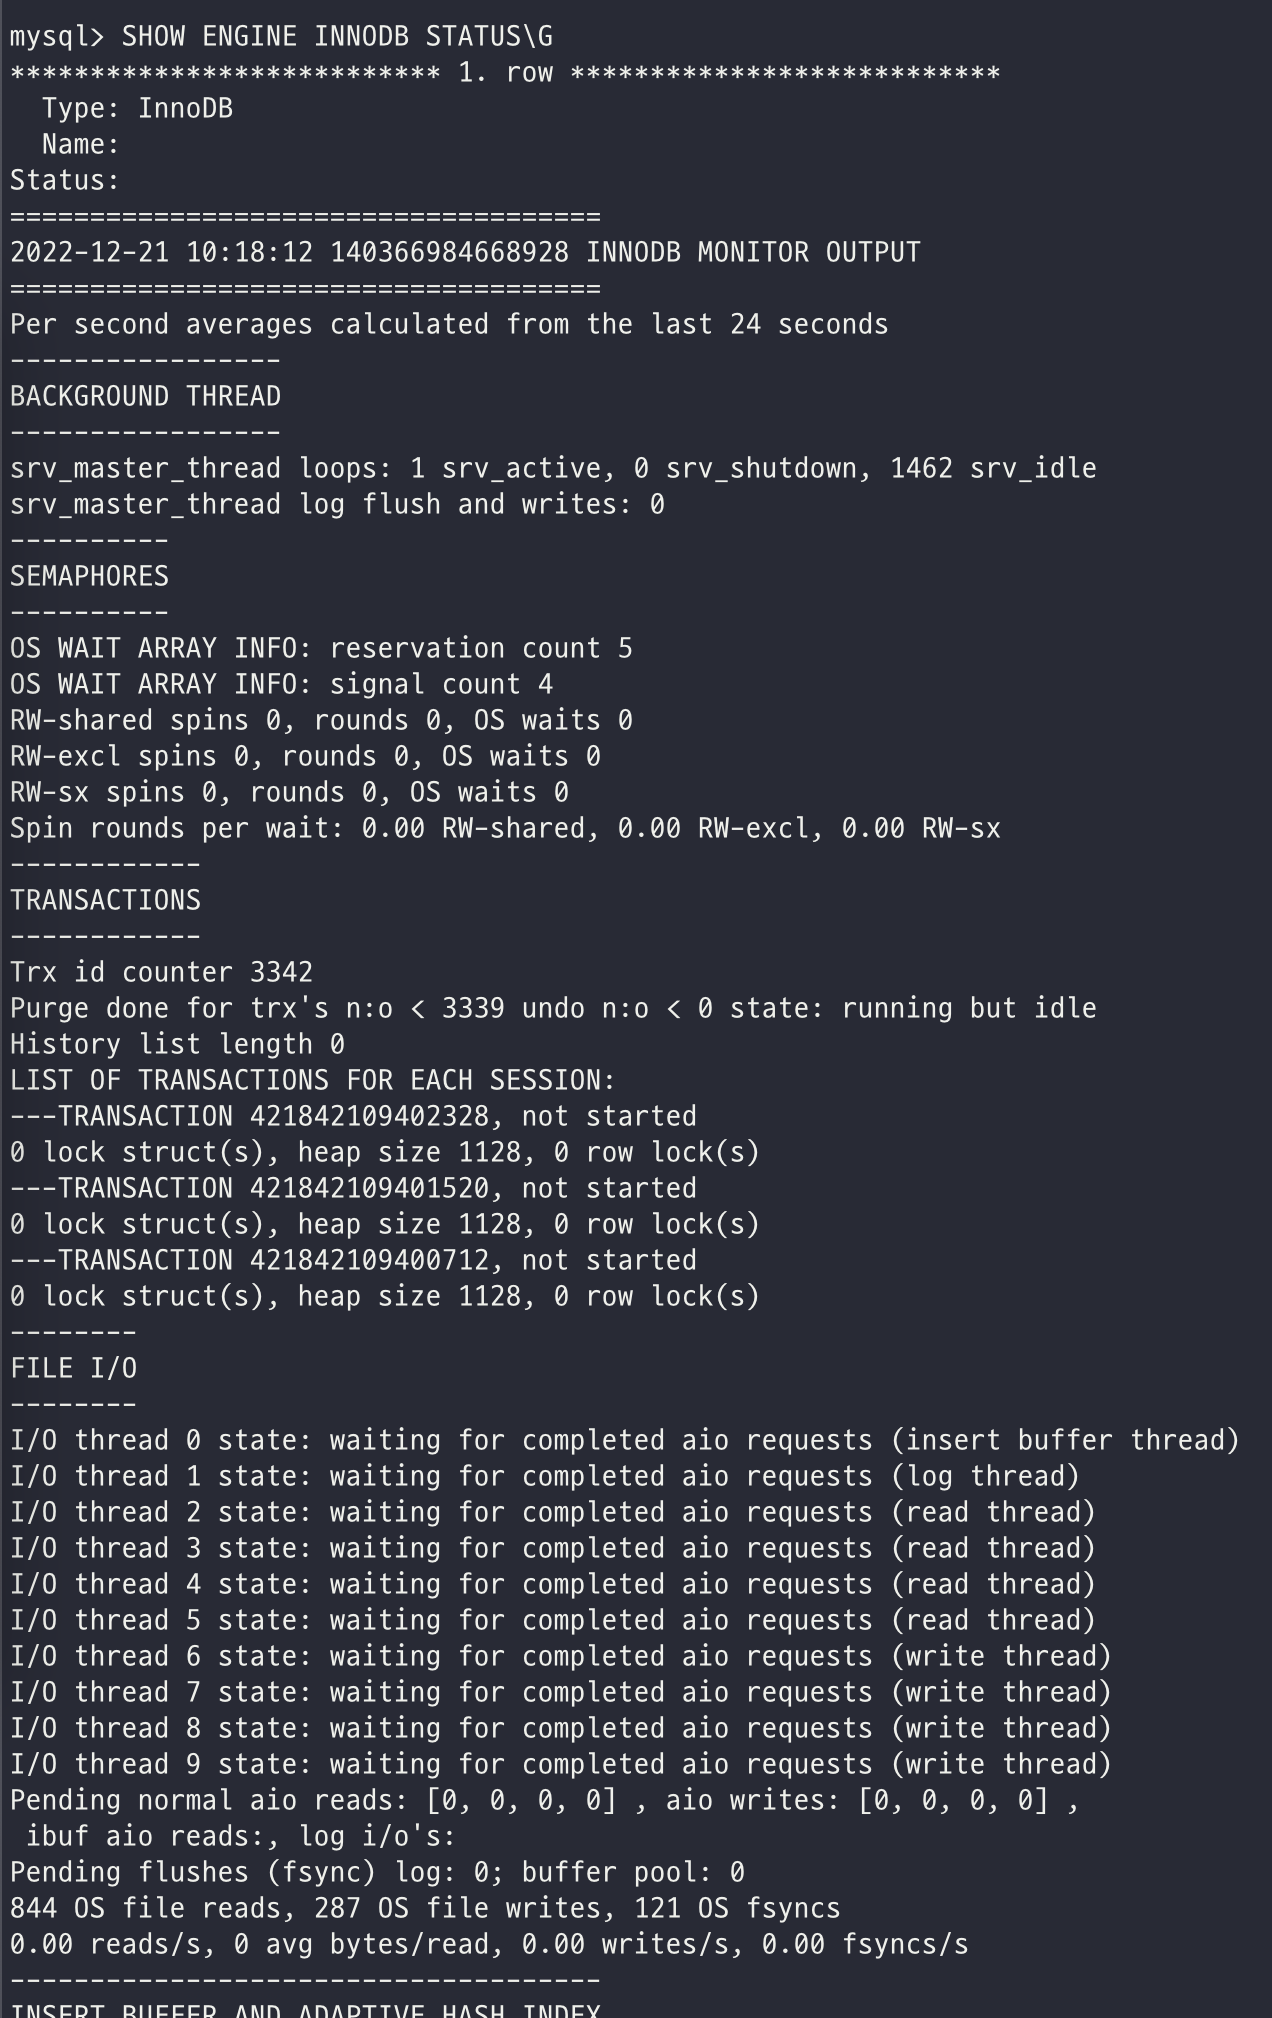 mysql> SHOW ENGINE INNODB STATUS\G
*************************** 1. row ***************************
  Type: InnoDB
  Name:
Status:
=====================================
2022-12-21 10:18:12 140366984668928 INNODB MONITOR OUTPUT
=====================================
Per second averages calculated from the last 24 seconds
-----------------
BACKGROUND THREAD
-----------------
srv_master_thread loops: 1 srv_active, 0 srv_shutdown, 1462 srv_idle
srv_master_thread log flush and writes: 0
----------
SEMAPHORES
----------
OS WAIT ARRAY INFO: reservation count 5
OS WAIT ARRAY INFO: signal count 4
RW-shared spins 0, rounds 0, OS waits 0
RW-excl spins 0, rounds 0, OS waits 0
RW-sx spins 0, rounds 0, OS waits 0
Spin rounds per wait: 0.00 RW-shared, 0.00 RW-excl, 0.00 RW-sx
------------
TRANSACTIONS
------------
Trx id counter 3342
Purge done for trx's n:o < 3339 undo n:o < 0 state: running but idle
History list length 0
LIST OF TRANSACTIONS FOR EACH SESSION:
---TRANSACTION 421842109402328, not started
0 lock struct(s), heap size 1128, 0 row lock(s)
---TRANSACTION 421842109401520, not started
0 lock struct(s), heap size 1128, 0 row lock(s)
---TRANSACTION 421842109400712, not started
0 lock struct(s), heap size 1128, 0 row lock(s)
--------
FILE I/O
--------
I/O thread 0 state: waiting for completed aio requests (insert buffer thread)
I/O thread 1 state: waiting for completed aio requests (log thread)
I/O thread 2 state: waiting for completed aio requests (read thread)
I/O thread 3 state: waiting for completed aio requests (read thread)
I/O thread 4 state: waiting for completed aio requests (read thread)
I/O thread 5 state: waiting for completed aio requests (read thread)
I/O thread 6 state: waiting for completed aio requests (write thread)
I/O thread 7 state: waiting for completed aio requests (write thread)
I/O thread 8 state: waiting for completed aio requests (write thread)
I/O thread 9 state: waiting for completed aio requests (write thread)
Pending normal aio reads: [0, 0, 0, 0] , aio writes: [0, 0, 0, 0] ,
 ibuf aio reads:, log i/o's:
Pending flushes (fsync) log: 0; buffer pool: 0
844 OS file reads, 287 OS file writes, 121 OS fsyncs
0.00 reads/s, 0 avg bytes/read, 0.00 writes/s, 0.00 fsyncs/s
-------------------------------------
INSERT BUFFER AND ADAPTIVE HASH INDEX